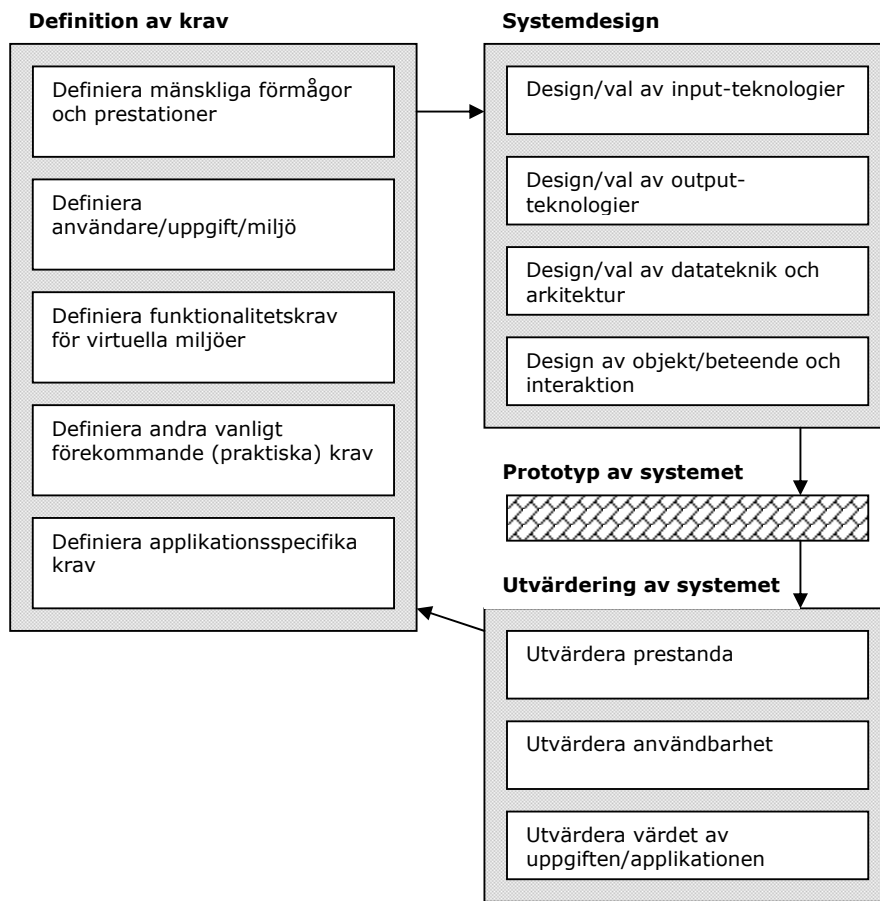 Definition av krav
Definiera mänskliga förmågor
och prestationer
Definiera
användare/uppgift/miljö
Definiera funktionalitetskrav
för virtuella miljöer
Definiera andra vanligt
förekommande (praktiska) krav
Definiera applikationsspecifika
krav
Systemdesign
Design/val av input-teknologier
Design/val av output-
teknologier
Design/val av datateknik och
arkitektur
Design av objekt/beteende och
interaktion
Prototyp av systemet
Utvärdering av systemet
Utvärdera prestanda
Utvärdera användbarhet
Utvärdera värdet av
uppgiften/applikationen